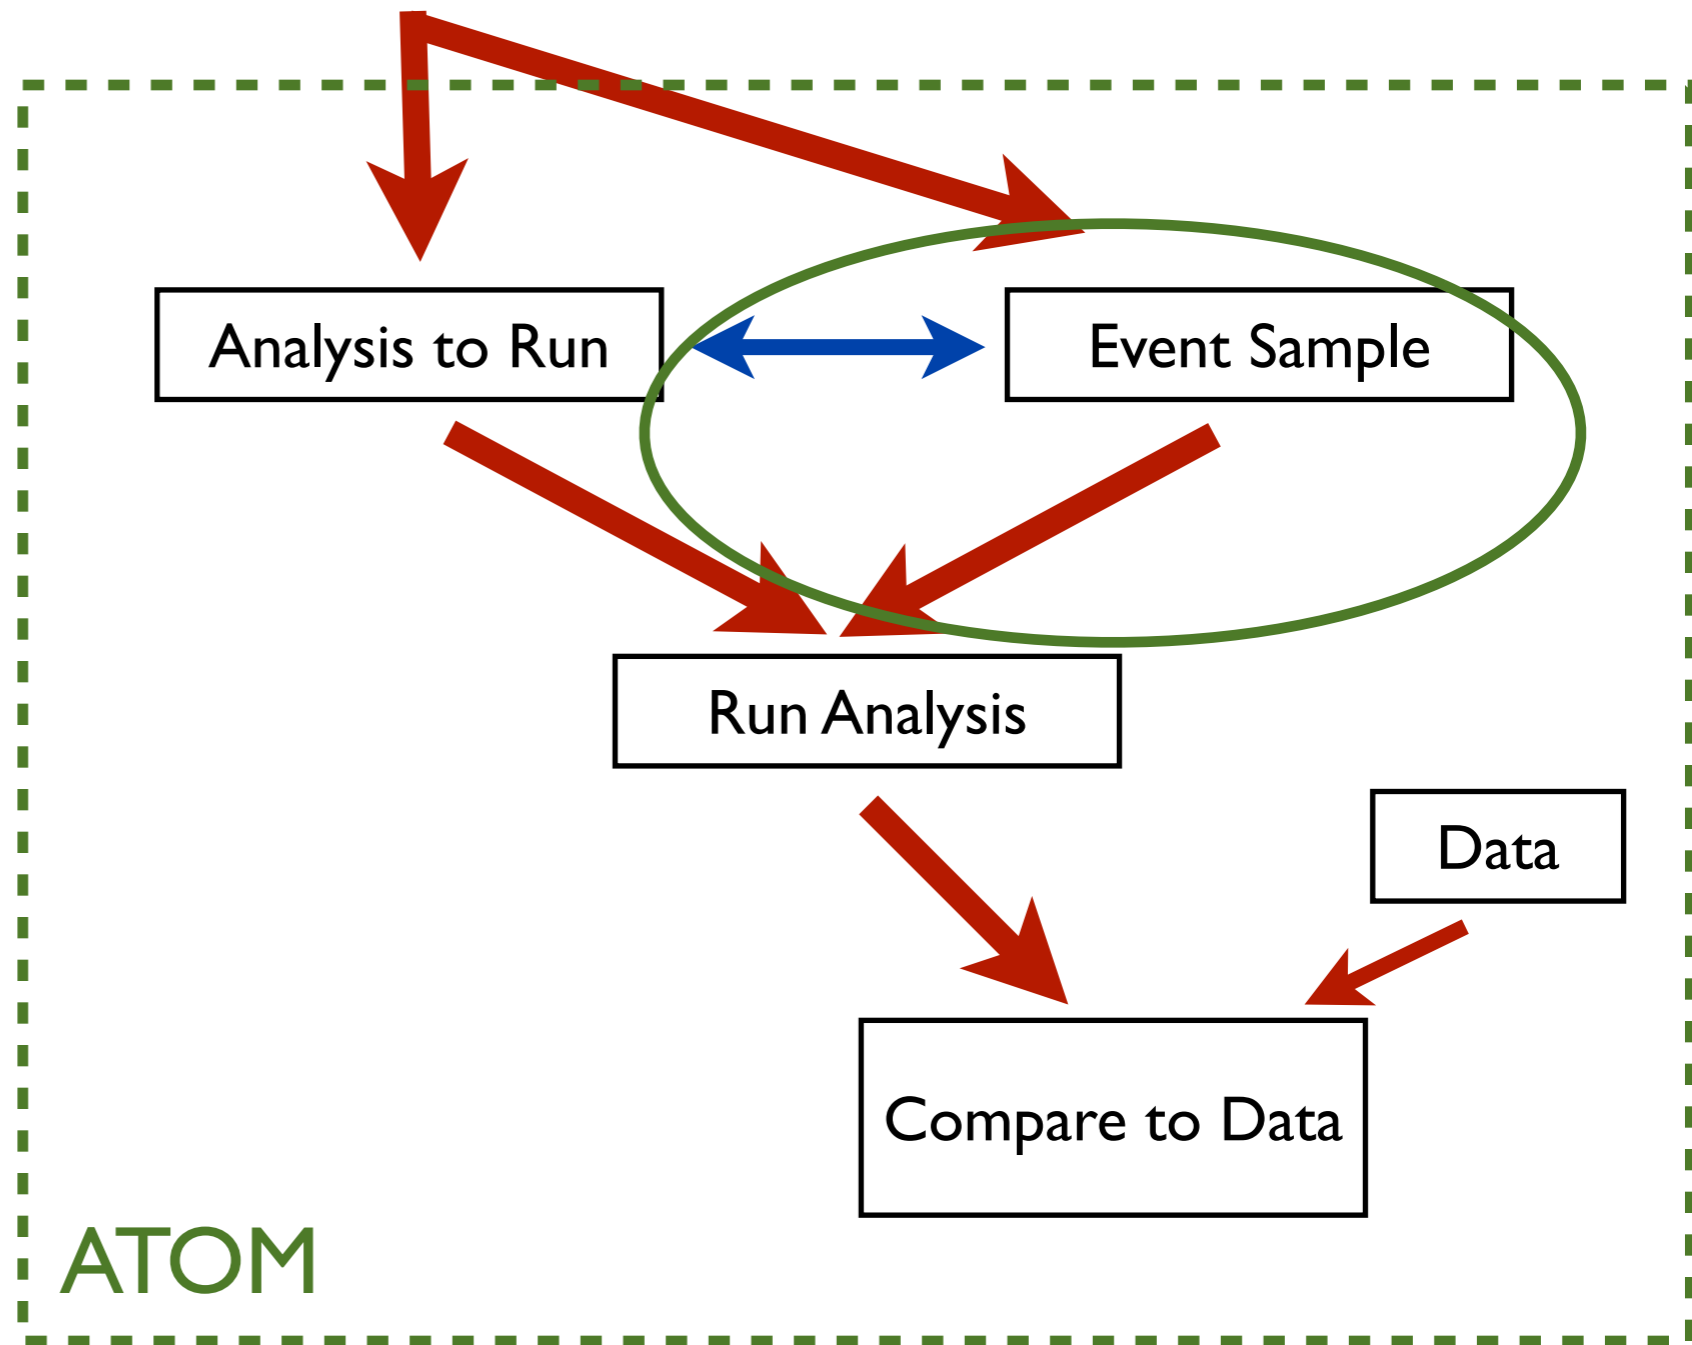 Analysis to Run
Event Sample
Run Analysis
Data
Compare to Data
ATOM